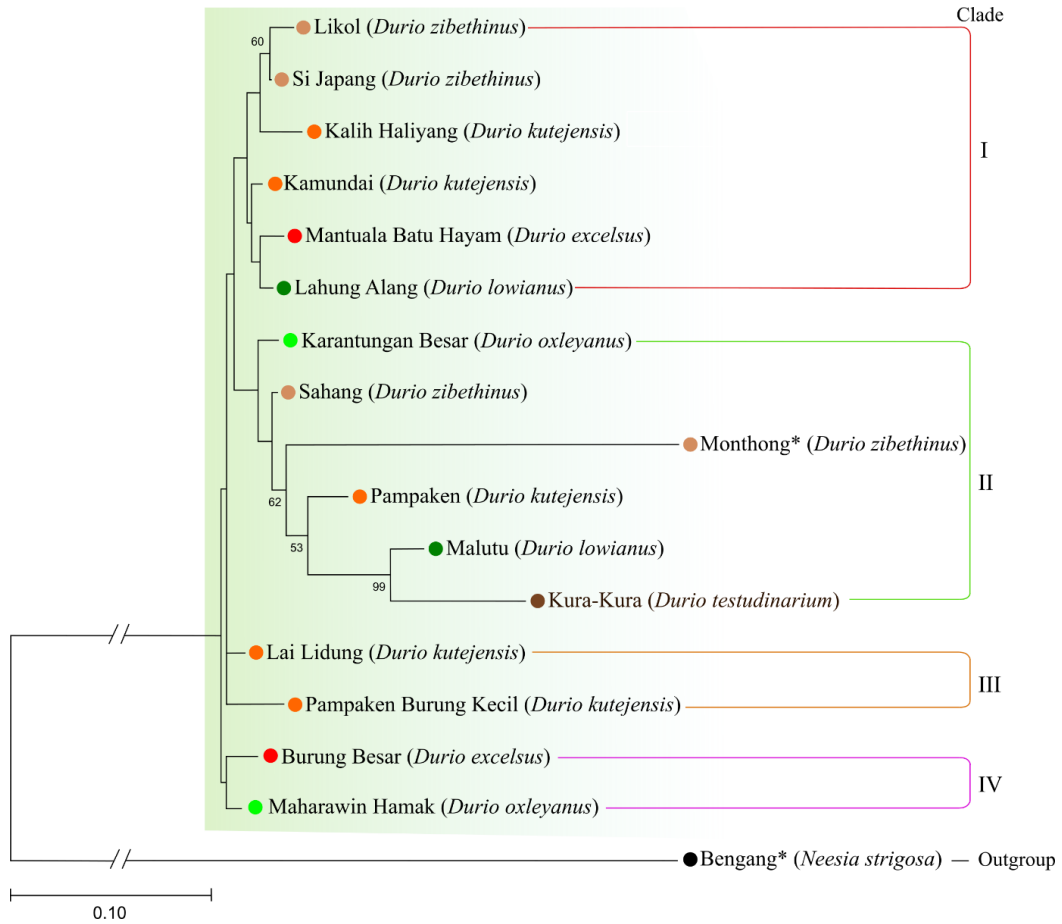 Clade
Likol (Durio zibethinus)
60
Si Japang (Durio zibethinus)
Kalih Haliyang (Durio kutejensis)
I
Kamundai (Durio kutejensis)
Mantuala Batu Hayam (Durio excelsus)
Lahung Alang (Durio lowianus)
Karantungan Besar (Durio oxleyanus)
Sahang (Durio zibethinus)
Monthong* (Durio zibethinus)
II
62
Pampaken (Durio kutejensis)
53
Malutu (Durio lowianus)
99
Kura-Kura (Durio testudinarium)
Lai Lidung (Durio kutejensis)
III
Pampaken Burung Kecil (Durio kutejensis)
Burung Besar (Durio excelsus)
IV
Maharawin Hamak (Durio oxleyanus)
Bengang* (Neesia strigosa) — Outgroup
0.10